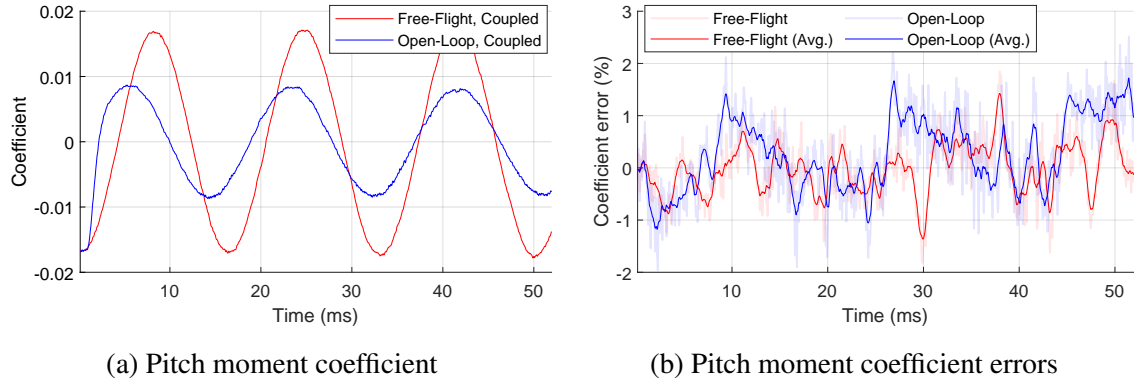 Free-Flight, Coupled
Open-Loop, Coupled
0.02
0.01
0
-0.01
-0.02
Coefficient
10
20
30
40
50
Time (ms)
(a) Pitch moment coefficient
Free-Flight
Free-Flight (Avg.)
Open-Loop
Open-Loop (Avg.)
3
2
1
0
-1
-2
Coefficient error (%)
10
20
30
40
50
Time (ms)
(b) Pitch moment coefficient errors